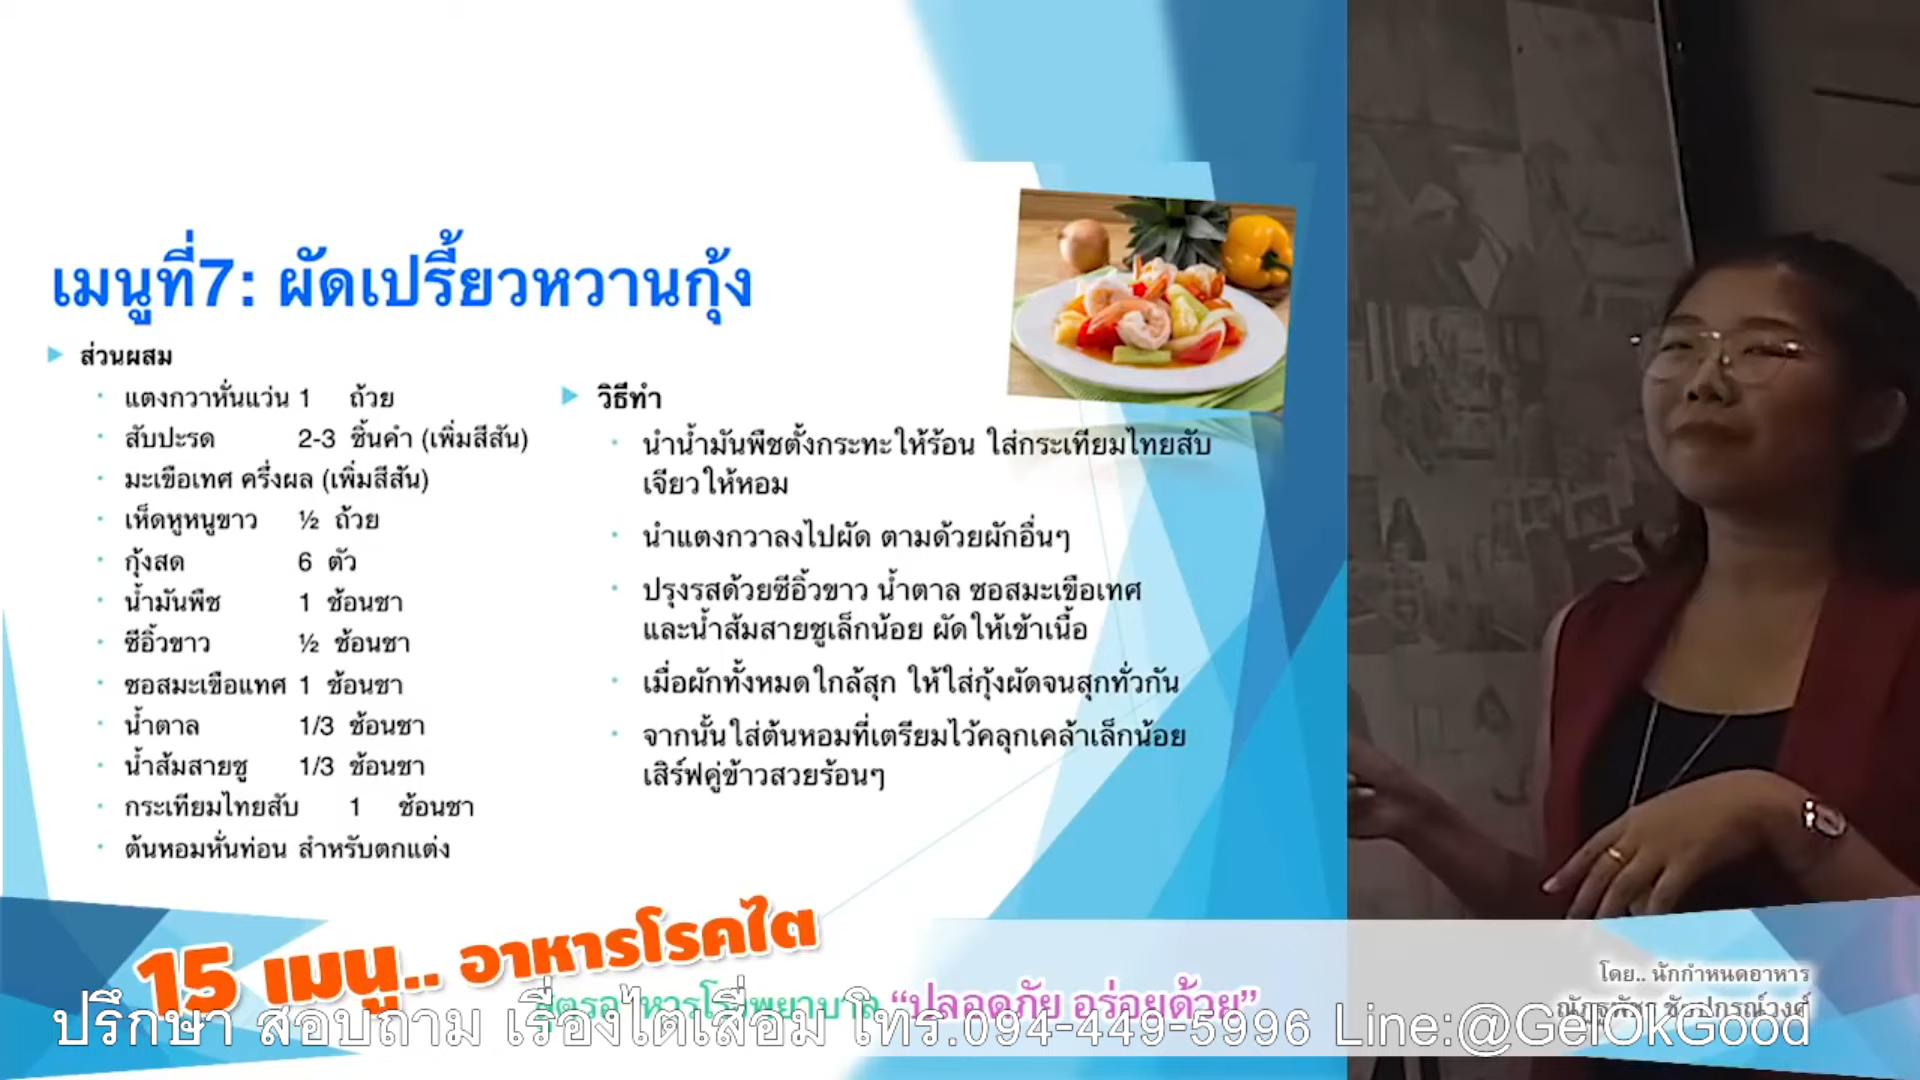 เมนูที่7: ผัดเปรี้ยวหวานกุ้ง
ส่วนผสม
แตงกวาหั่นแว่น 1 ถ้วย
สับปะรด 2-3 ชิ้นคำ (เพิ่มสีสัน)
มะเขือเทศ ครึ่งผล (เพิ่มสีสัน)
เห็ดหูหนูขาว ½ ถ้วย
กุ้งสด 6 ตัว
น้ำมันพืช 1 ช้อนชา
ซีอิ้วขาว ½ ช้อนชา
ซอสมะเขือแทศ 1 ช้อนชา
น้ำตาล 1/3 ช้อนชา
น้ำส้มสายชู 1/3 ช้อนชา
กระเทียมไทยสับ 1 ช้อนชา
ต้นหอมหั่นท่อน สำหรับตกแต่ง
วิธีทำ
นำน้ำมันพืชตั้งกระทะให้ร้อน ใส่กระเทียมไทยสับ
เจียวให้หอม
นำแตงกวาลงไปผัด ตามด้วยผักอื่นๆ
ปรุงรสด้วยซีอิ้วขาว น้ำตาล ซอสมะเขือเทศ
และน้ำส้มสายชูเล็กน้อย ผัดให้เข้าเนื้อ
เมื่อผักทั้งหมดใกล้สุก ให้ใส่กุ้งผัดจนสุกทั่วกัน
จากนั้นใส่ต้นหอมที่เตรียมไว้คลุกเคล้าเล็กน้อย
เสิร์ฟคู่ข้าวสวยร้อนๆ
15 เมนู.. อาหารโรคไต
สูตรอาหารโรงพยาบาล “ปลอดภัย อร่อยด้วย”
โดย.. นักกำหนดอาหาร
ปรึกษา สอบถาม เรื่องไตเสื่อม โทร.094-449-5996 Line:@GelOkGood